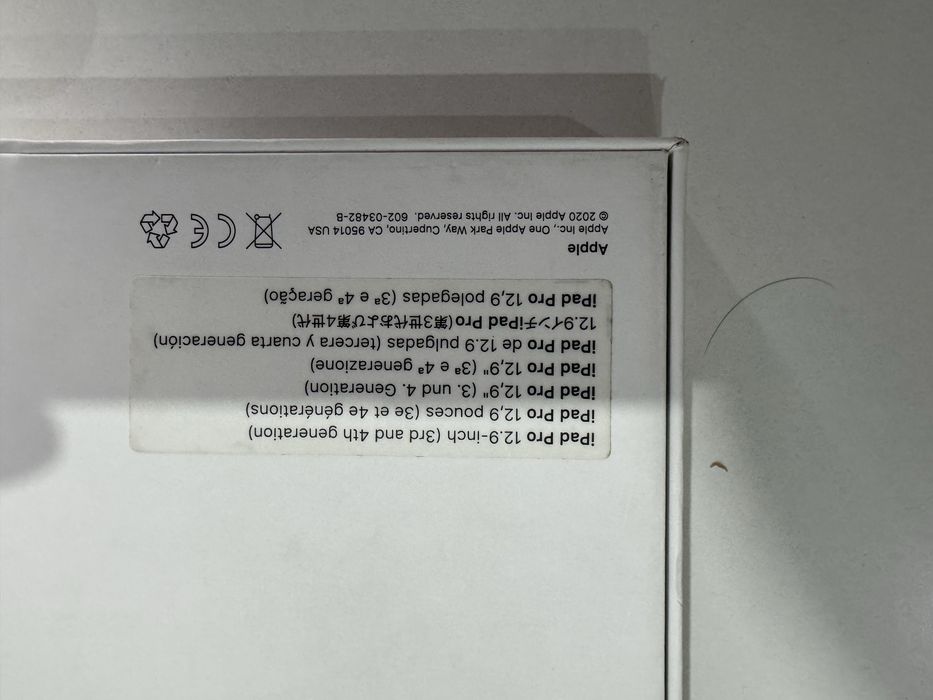 iPad Pro 12.9-inch (3rd and 4th generation)
iPad Pro 12,9 pouces (3e et 4e générations)
iPad Pro 12,9" (3. und 4. Generation)
iPad Pro 12,9" (3ª e 4ª generazione)
iPad Pro de 12.9 pulgadas (tercera y cuarta generación)
12.9インチiPad Pro(第3世代および第4世代)
iPad Pro 12,9 polegadas (3ª e 4ª geração)
Apple
Apple Inc., One Apple Park Way, Cupertino, CA 95014 USA
© 2020 Apple Inc. All rights reserved. 602-03482-B